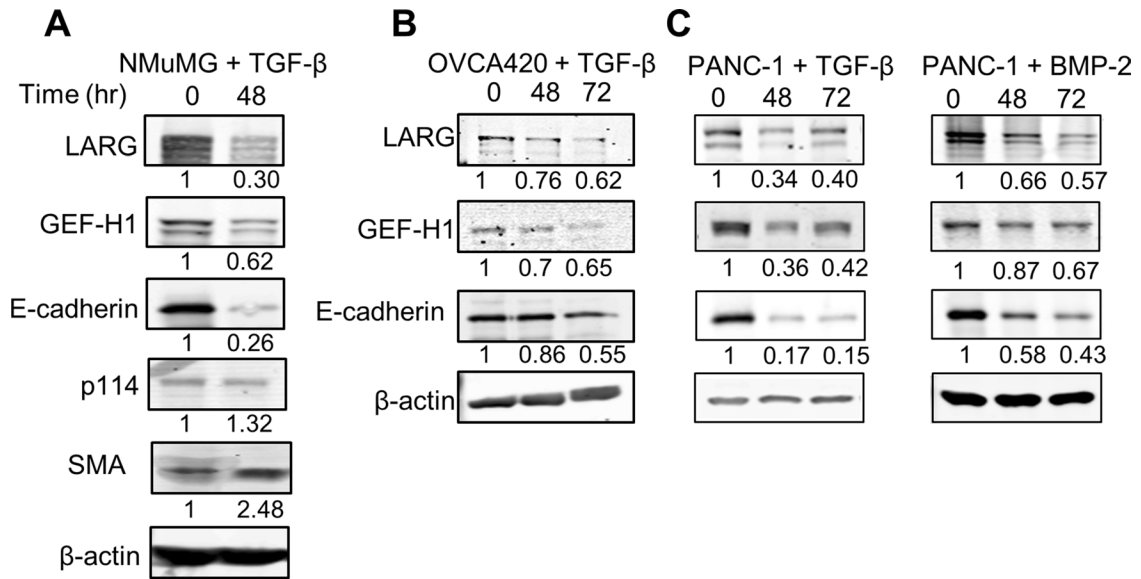 A
NMuMG + TGF-β
Time (hr) 0 48
LARG
1 0.30
GEF-H1
1 0.62
E-cadherin
1 0.26
p114
1 1.32
SMA
1 2.48
β-actin
B
OVCA420 + TGF-β
0 48 72
LARG
1 0.76 0.62
GEF-H1
1 0.7 0.65
E-cadherin
1 0.86 0.55
β-actin
C
PANC-1 + TGF-β
0 48 72
1 0.34 0.40
1 0.36 0.42
1 0.17 0.15
PANC-1 + BMP-2
0 48 72
1 0.66 0.57
1 0.87 0.67
1 0.58 0.43